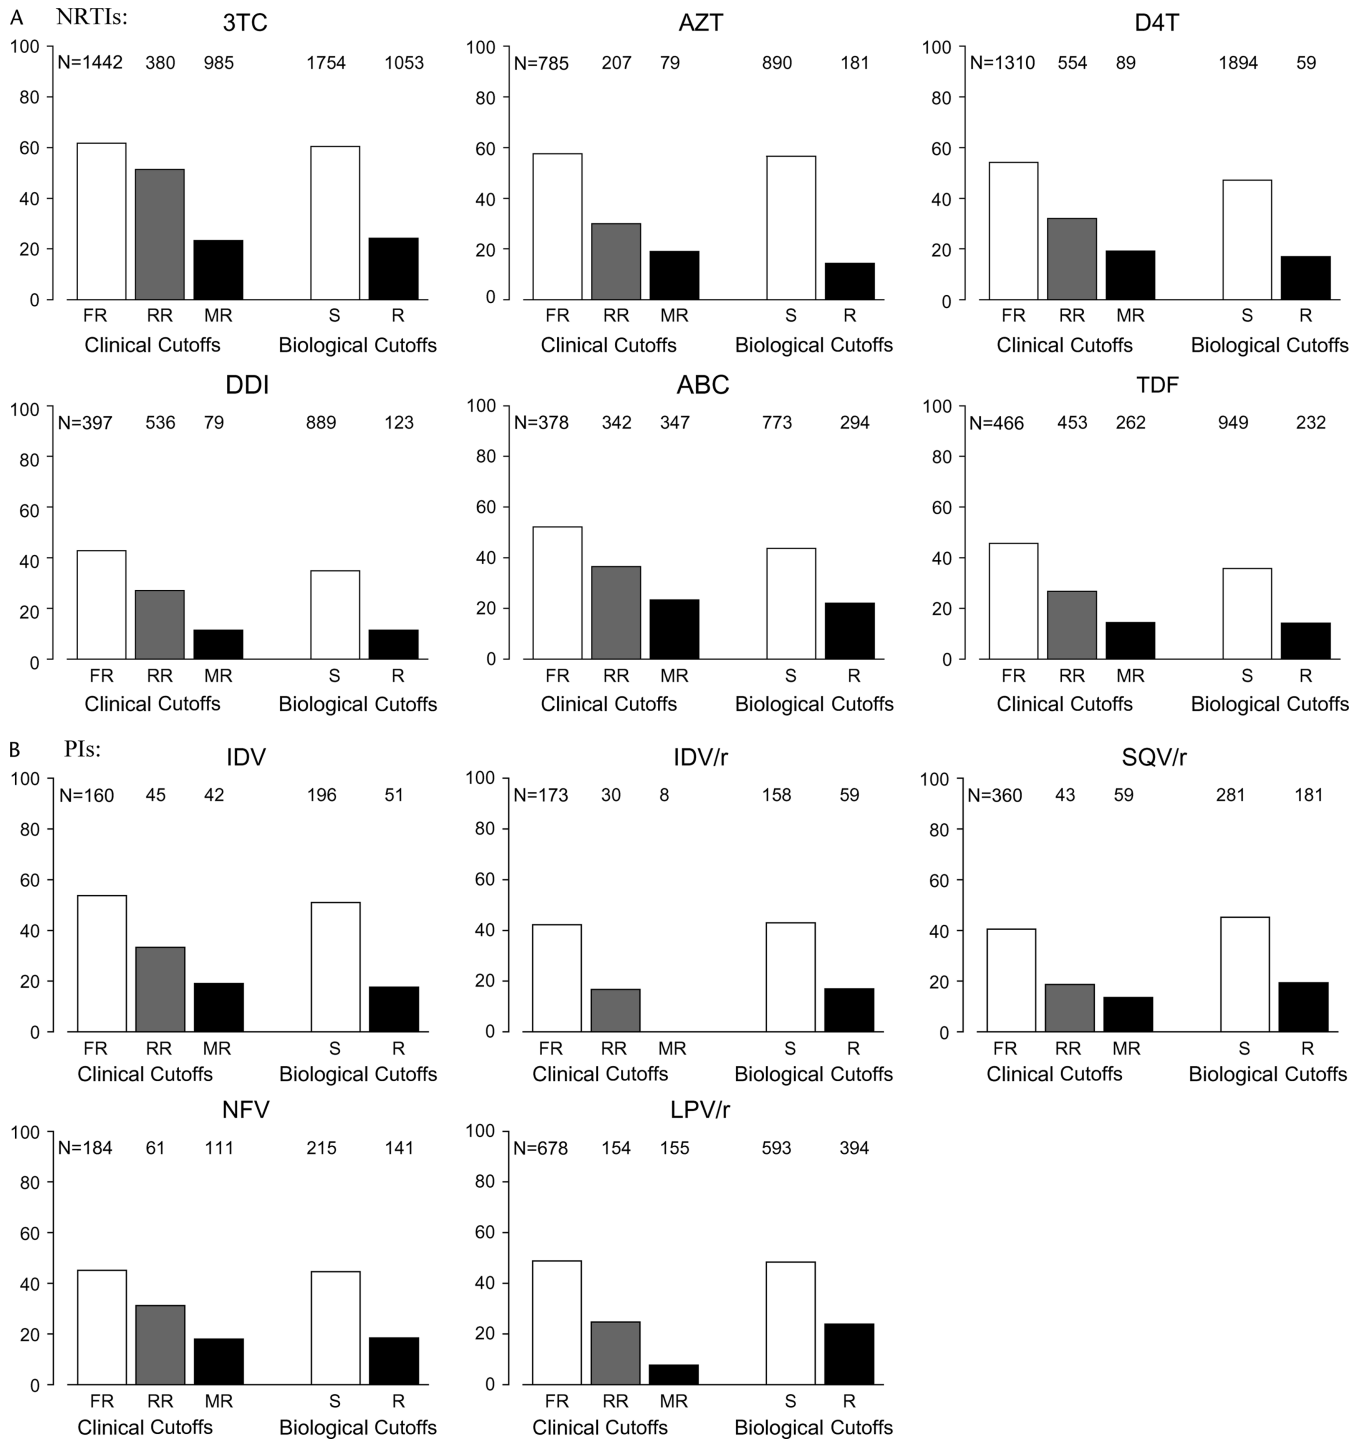 A NRTIs:
3TC
100
80
60
40
20
0
N=1442 380 985 1754 1053
FR RR MR S R
Clinical Cutoffs Biological Cutoffs
AZT
100
80
60
40
20
0
N=785 207 79 890 181
FR RR MR S R
Clinical Cutoffs Biological Cutoffs
D4T
100
80
60
40
20
0
N=1310 554 89 1894 59
FR RR MR S R
Clinical Cutoffs Biological Cutoffs
DDI
100
80
60
40
20
0
N=397 536 79 889 123
FR RR MR S R
Clinical Cutoffs Biological Cutoffs
ABC
100
80
60
40
20
0
N=378 342 347 773 294
FR RR MR S R
Clinical Cutoffs Biological Cutoffs
TDF
100
80
60
40
20
0
N=466 453 262 949 232
FR RR MR S R
Clinical Cutoffs Biological Cutoffs
B PIs:
IDV
100
80
60
40
20
0
N=160 45 42 196 51
FR RR MR S R
Clinical Cutoffs Biological Cutoffs
IDV/r
100
80
60
40
20
0
N=173 30 8 158 59
FR RR MR S R
Clinical Cutoffs Biological Cutoffs
SQV/r
100
80
60
40
20
0
N=360 43 59 281 181
FR RR MR S R
Clinical Cutoffs Biological Cutoffs
NFV
100
80
60
40
20
0
N=184 61 111 215 141
FR RR MR S R
Clinical Cutoffs Biological Cutoffs
LPV/r
100
80
60
40
20
0
N=678 154 155 593 394
FR RR MR S R
Clinical Cutoffs Biological Cutoffs